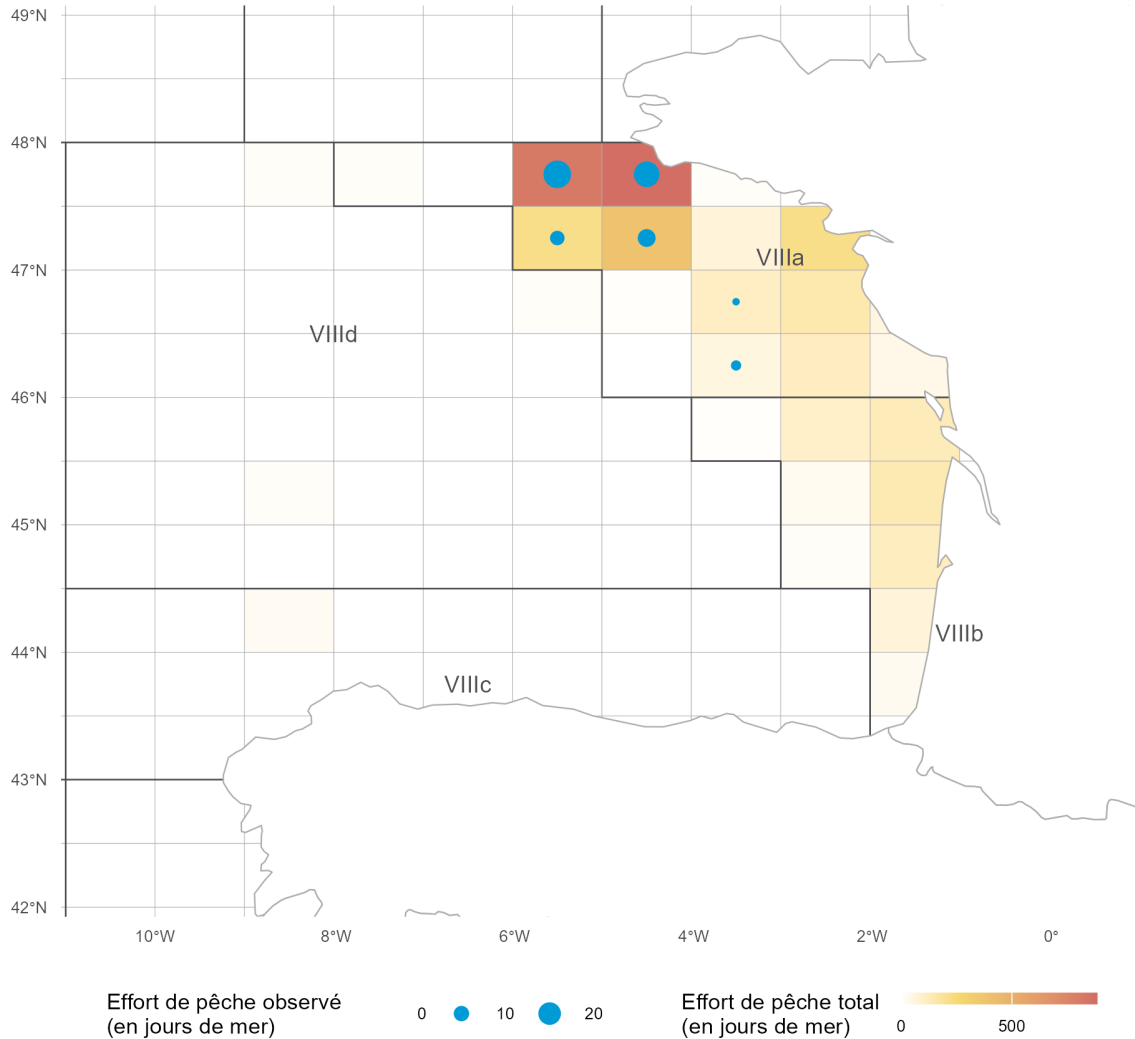 49°N
48°N
47°N
46°N
45°N
44°N
43°N
42°N
VIIIa
VIIId
VIIIb
VIIIc
10°W 8°W 6°W 4°W 2°W 0°
Effort de pêche observé
(en jours de mer)
0 10 20
Effort de pêche total
(en jours de mer)
0 500